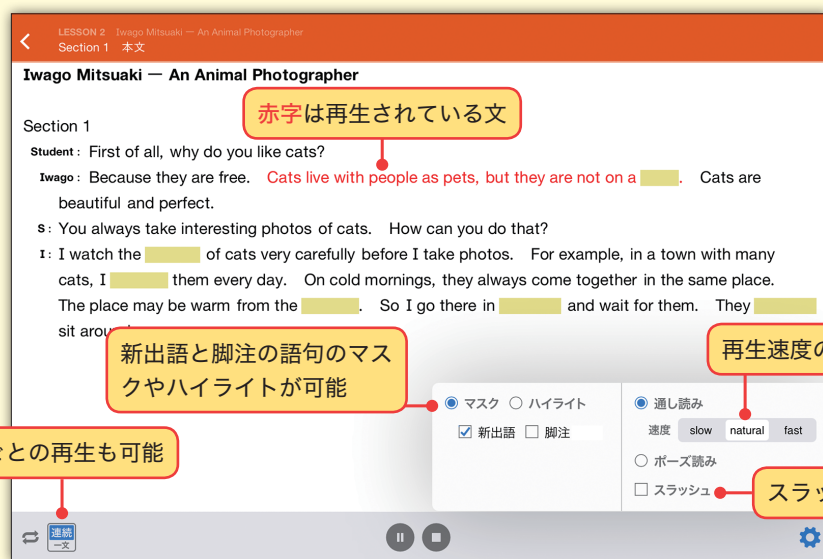 LESSON 2 Iwago Mitsuaki — An Animal Photographer
Section 1 本文
Iwago Mitsuaki — An Animal Photographer
赤字は再生されている文
Section 1
Student : First of all, why do you like cats?
Iwago : Because they are free. Cats live with people as pets, but they are not on a . Cats are
beautiful and perfect.
S : You always take interesting photos of cats. How can you do that?
I : I watch the of cats very carefully before I take photos. For example, in a town with many
cats, I them every day. On cold mornings, they always come together in the same place.
The place may be warm from the . So I go there in and wait for them. They
sit
新出語と脚注の語句のマス
クやハイライトが可能
再生速度の
マスク ハイライト
新出語 脚注
通し読み
速度 slow natural fast
ポーズ読み
スラッシュ
スラッ
との再生も可能
連続
一文